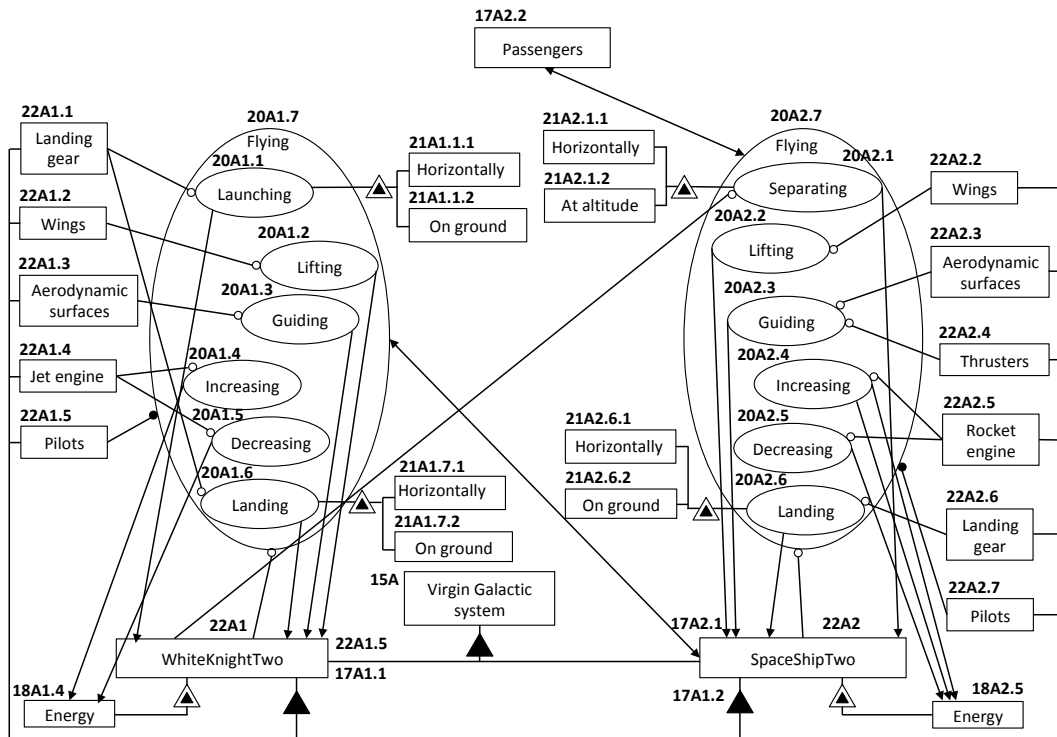 17A2.2
Passengers
22A1.1
Landing
gear
20A1.7
Flying
20A1.1
Launching
21A1.1.1
Horizontally
21A1.1.2
On ground
22A1.2
Wings
20A1.2
Lifting
22A1.3
Aerodynamic
surfaces
20A1.3
Guiding
22A1.4
Jet engine
20A1.4
Increasing
20A1.5
Decreasing
22A1.5
Pilots
20A1.6
Landing
21A1.7.1
Horizontally
21A1.7.2
On ground
21A2.1.1
Horizontally
21A2.1.2
At altitude
20A2.7
Flying
20A2.1
Separating
22A2.2
Wings
20A2.2
Lifting
22A2.3
Aerodynamic
surfaces
20A2.3
Guiding
22A2.4
Thrusters
20A2.4
Increasing
22A2.5
Rocket
engine
20A2.5
Decreasing
21A2.6.1
Horizontally
21A2.6.2
On ground
20A2.6
Landing
22A2.6
Landing
gear
22A2.7
Pilots
15A
Virgin Galactic
system
22A1
WhiteKnightTwo
22A1.5
17A1.1
17A2.1
22A2
SpaceShipTwo
17A1.2
18A1.4
Energy
18A2.5
Energy